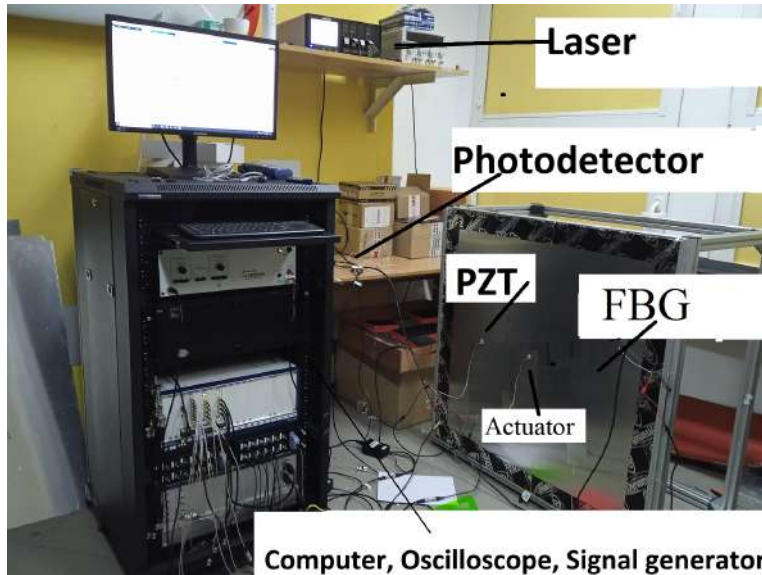 Laser
Photodetector
PZT
FBG
Actuator
Computer, Oscilloscope, Signal generator